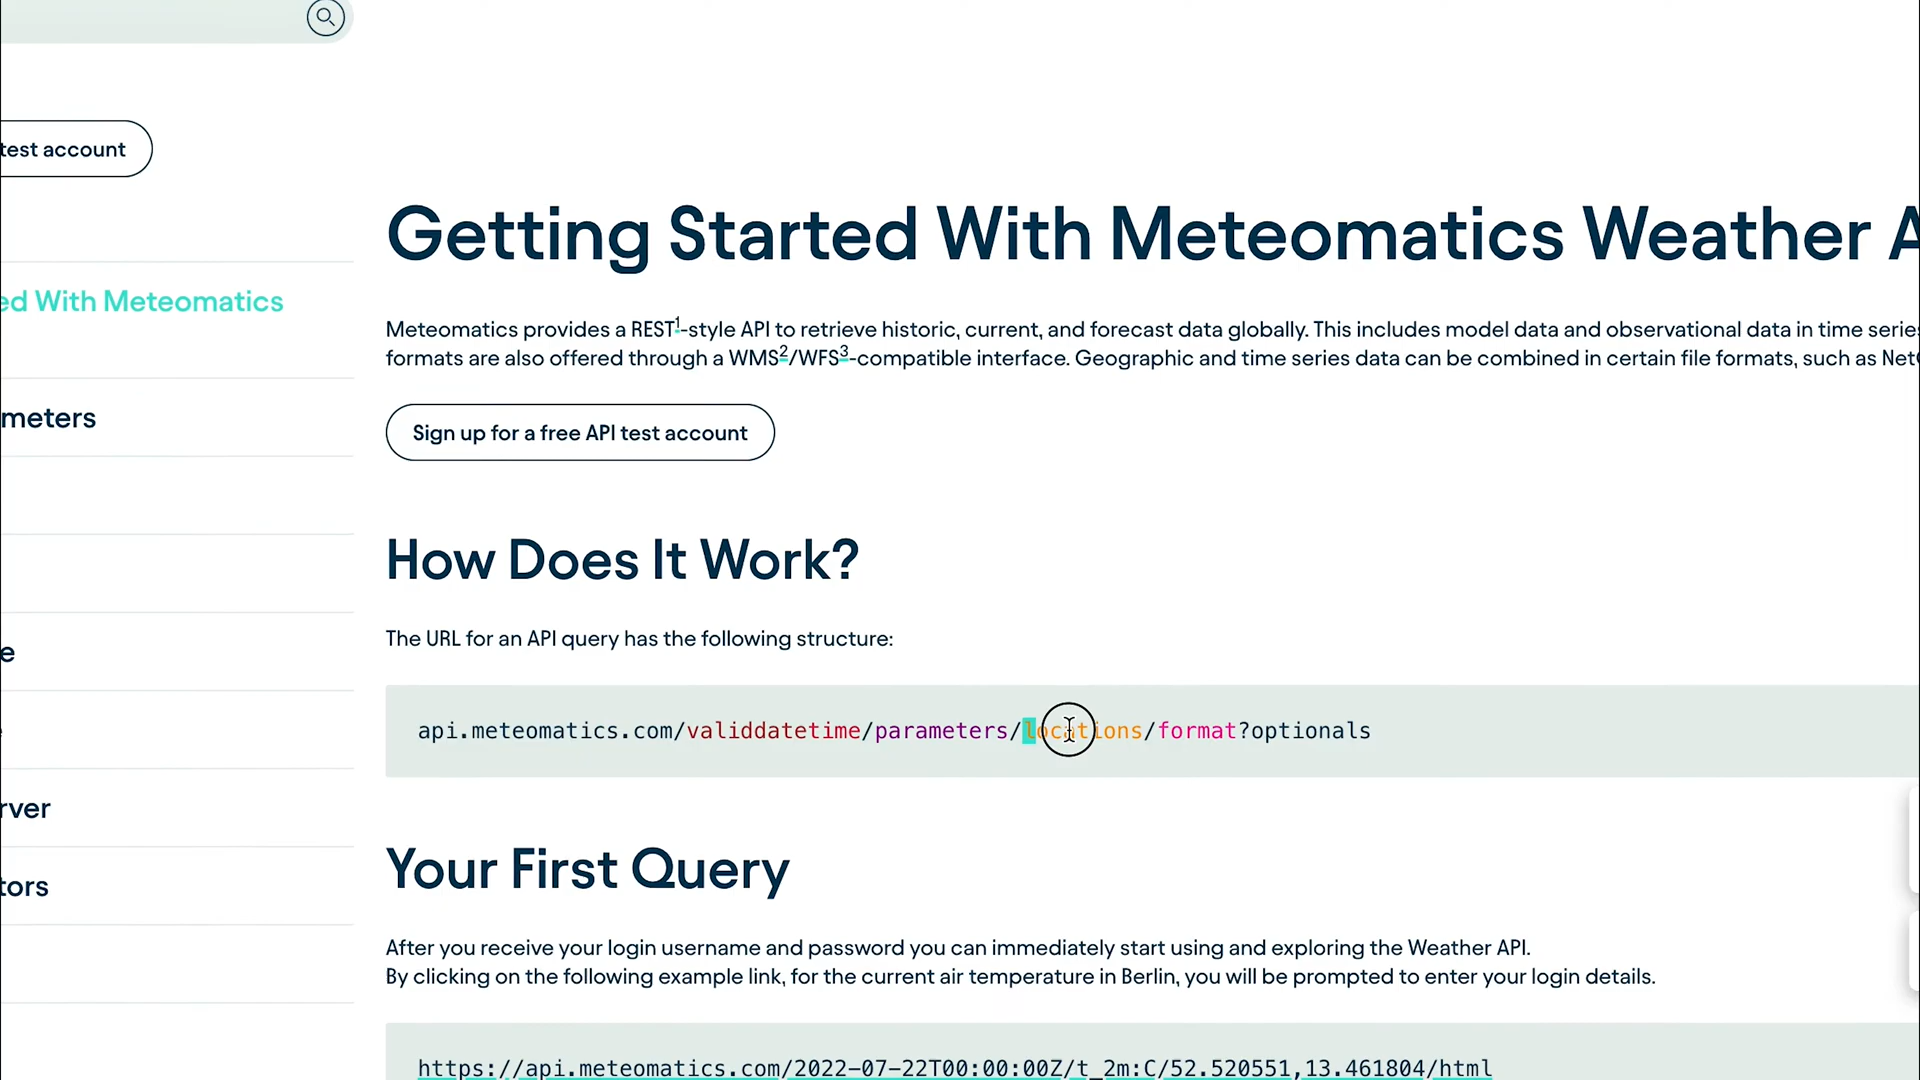 test account
ed With Meteomatics
meters
e
rver
tors
Getting Started With Meteomatics Weather A
Meteomatics provides a REST1-style API to retrieve historic, current, and forecast data globally. This includes model data and observational data in time series
formats are also offered through a WMS2/WFS3-compatible interface. Geographic and time series data can be combined in certain file formats, such as Net
Sign up for a free API test account
How Does It Work?
The URL for an API query has the following structure:
api.meteomatics.com/validdatetime/parameters/locations/format?optionals
Your First Query
After you receive your login username and password you can immediately start using and exploring the Weather API.
By clicking on the following example link, for the current air temperature in Berlin, you will be prompted to enter your login details.
https://api.meteomatics.com/2022-07-22T00:00:00Z/t_2m:C/52.520551,13.461804/html